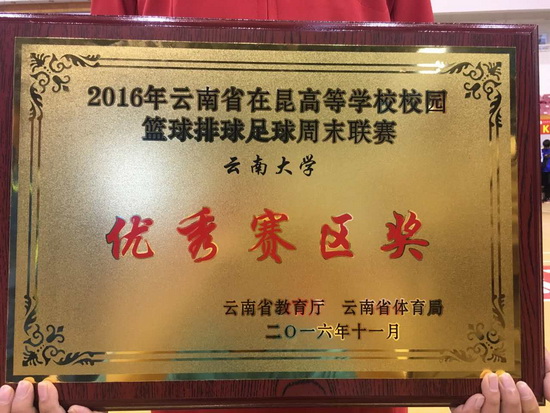 2016年云南省在昆高等学校校园
篮球排球足球周末联赛
云南大学
优秀赛区奖
云南省教育厅 云南省体育局
二〇一六年十一月